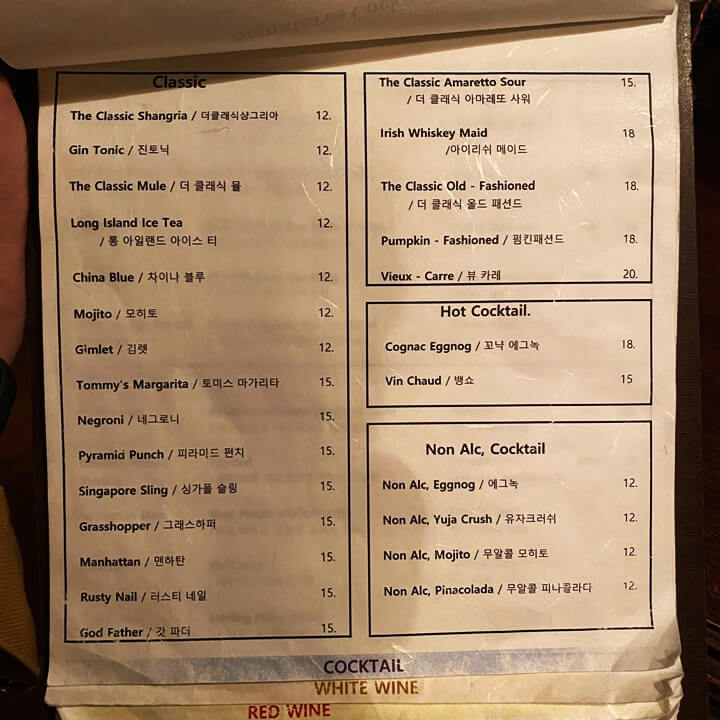 Classic
The Classic Shangria / 더클래식샹그리아 12.
Gin Tonic / 진토닉 12.
The Classic Mule / 더 클래식 뮬 12.
Long Island Ice Tea 12.
/ 롱 아일랜드 아이스 티
China Blue / 차이나 블루 12.
Mojito / 모히토 12.
Gimlet / 김렛 12.
Tommy's Margarita / 토미스 마가리타 15.
Negroni / 네그로니 15.
Pyramid Punch / 피라미드 펀치 15.
Singapore Sling / 싱가폴 슬링 15.
Grasshopper / 그래스하퍼 15.
Manhattan / 맨하탄 15.
Rusty Nail / 러스티 네일 15.
God Father / 갓 파더 15.
The Classic Amaretto Sour 15.
/ 더 클래식 아마레또 사워
Irish Whiskey Maid 18
/아이리쉬 메이드
The Classic Old - Fashioned 18.
/ 더 클래식 올드 패션드
Pumpkin - Fashioned / 펌킨패션드 18.
Vieux - Carre / 뷰 카레 20.
Hot Cocktail.
Cognac Eggnog / 꼬냑 에그녹 18.
Vin Chaud / 뱅쇼 15
Non Alc, Cocktail
Non Alc, Eggnog / 에그녹 12.
Non Alc, Yuja Crush / 유자크러쉬 12.
Non Alc, Mojito / 무알콜 모히토 12.
Non Alc, Pinacolada / 무알콜 피나콜라다 12.
COCKTAIL
WHITE WINE
RED WINE